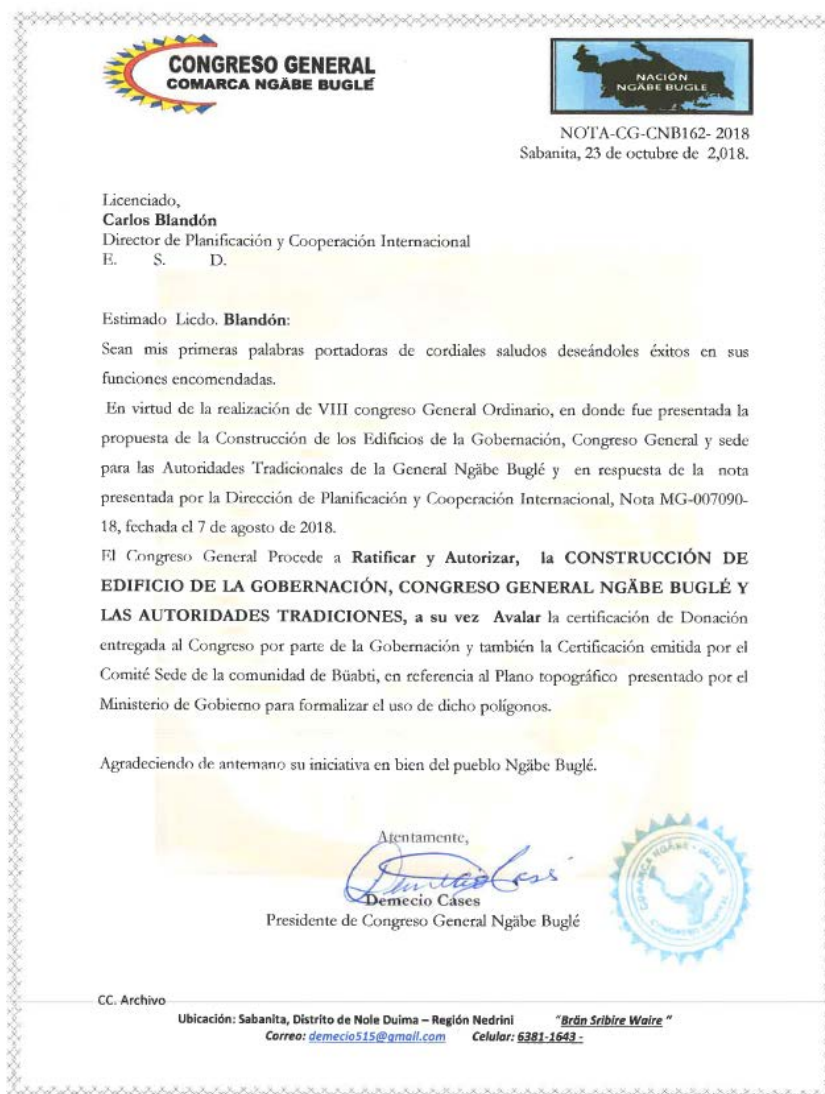 CONGRESO GENERAL
COMARCA NGÄBE BUGLÉ
NACIÓN
NGÄBE BUGLE
NOTA-CG-CNB162- 2018
Sabanita, 23 de octubre de 2,018.
Licenciado,
Carlos Blandón
Director de Planificación y Cooperación Internacional
E. S. D.
Estimado Licdo. Blandón:
Sean mis primeras palabras portadoras de cordiales saludos deseándoles éxitos en sus
funciones encomendadas.
En virtud de la realización de VIII congreso General Ordinario, en donde fue presentada la
propuesta de la Construcción de los Edificios de la Gobernación, Congreso General y sede
para las Autoridades Tradicionales de la General Ngäbe Buglé y en respuesta de la nota
presentada por la Dirección de Planificación y Cooperación Internacional, Nota MG-007090-
18, fechada el 7 de agosto de 2018.
El Congreso General Procede a Ratificar y Autorizar, la CONSTRUCCIÓN DE
EDIFICIO DE LA GOBERNACIÓN, CONGRESO GENERAL NGÄBE BUGLÉ Y
LAS AUTORIDADES TRADICIONES, a su vez Avalar la certificación de Donación
entregada al Congreso por parte de la Gobernación y también la Certificación emitida por el
Comité Sede de la comunidad de Büabti, en referencia al Plano topográfico presentado por el
Ministerio de Gobierno para formalizar el uso de dicho polígonos.
Agradeciendo de antemano su iniciativa en bien del pueblo Ngäbe Buglé.
Atentamente,
Demecio Cases
Demecio Cases
Presidente de Congreso General Ngäbe Buglé
COMARCA NGÄBE - BUGLÉ
CONGRESO GENERAL
CC. Archivo
Ubicación: Sabanita, Distrito de Nole Duima – Región Nedrini "Brän Sribire Waire "
Correo: demecio515@gmail.com Celular: 6381-1643 -